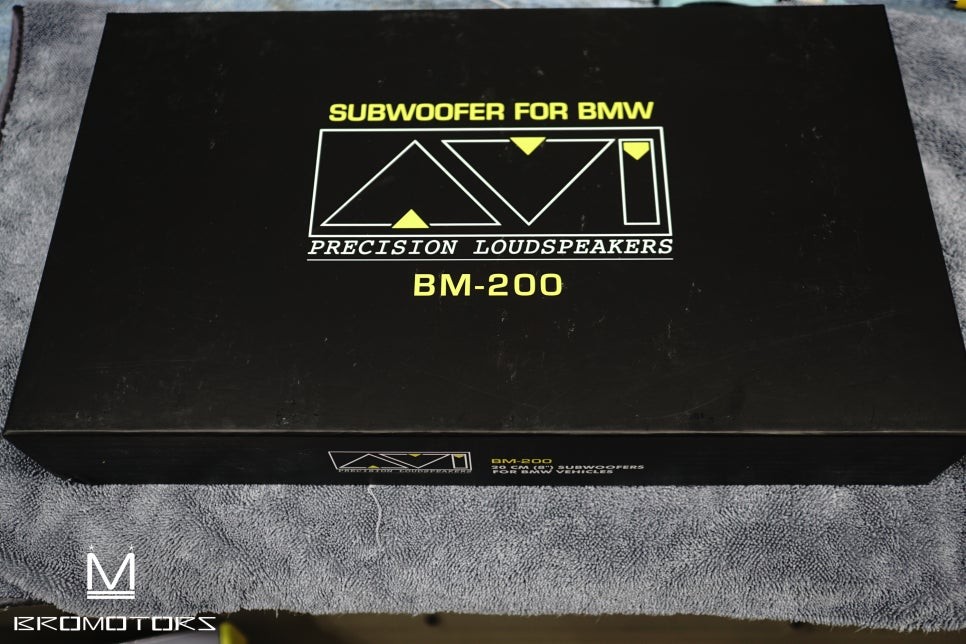 SUBWOOFER FOR BMW
AVI
PRECISION LOUDSPEAKERS
BM-200
AVI
PRECISION LOUDSPEAKERS
BM-200
20 CM (8") SUBWOOFERS
FOR BMW VEHICLES
M
BROMOTORS